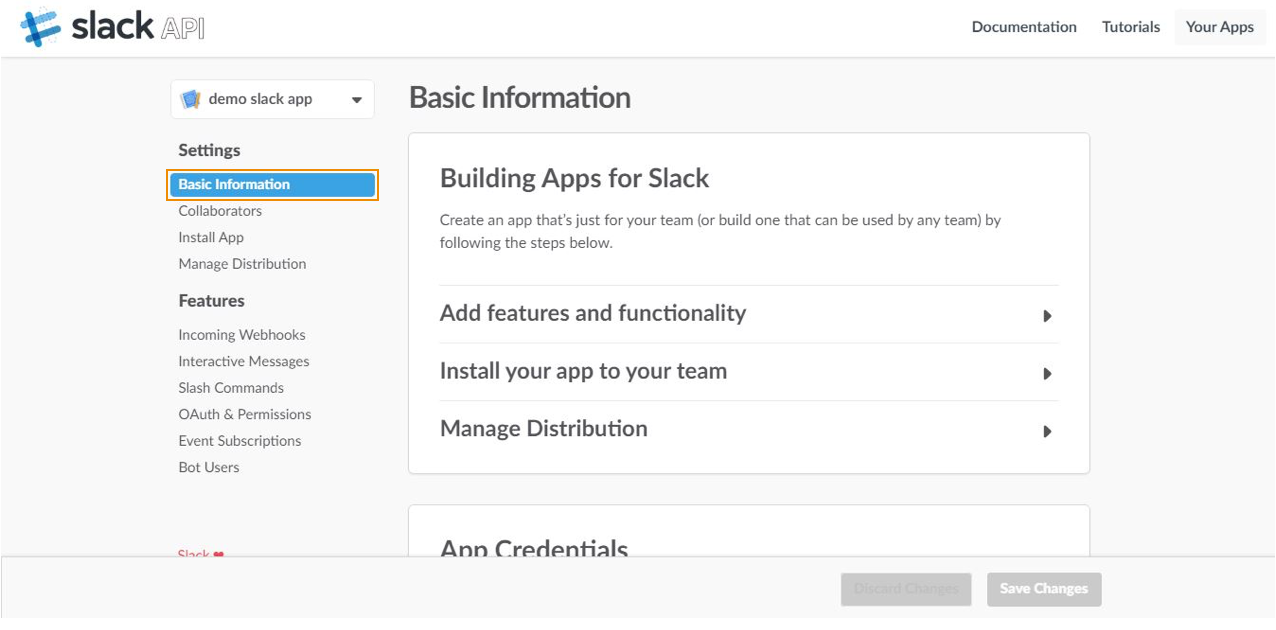 slack API
Documentation
Tutorials
Your Apps
demo slack app
Basic Information
Settings
Basic Information
Collaborators
Install App
Manage Distribution
Features
Incoming Webhooks
Interactive Messages
Slash Commands
OAuth & Permissions
Event Subscriptions
Bot Users
Slack ❤
Building Apps for Slack
Create an app that's just for your team (or build one that can be used by any team) by
following the steps below.
Add features and functionality
Install your app to your team
Manage Distribution
App Credentials
Discard Changes
Save Changes